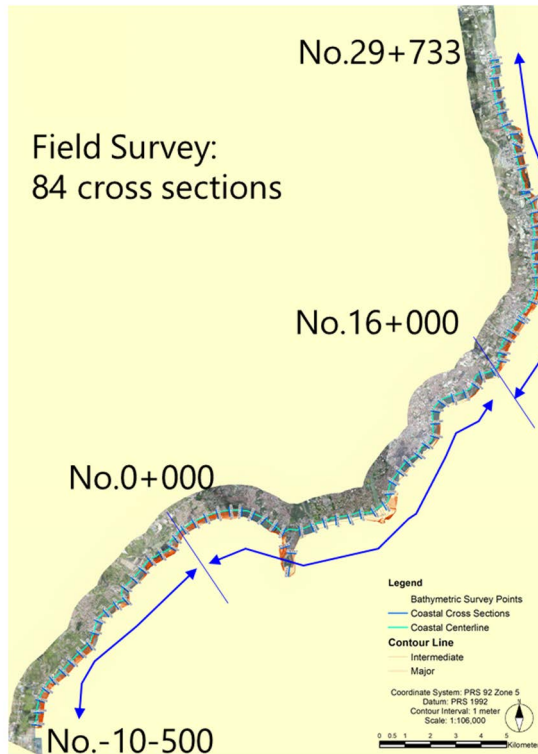 No.29+733
Field Survey:
84 cross sections
No.16+000
No.0+000
Legend
Bathymetric Survey Points
Coastal Cross Sections
Coastal Centerline
Contour Line
Intermediate
Major
Coordinate System: PRS 92 Zone 5
Datum: PRS 1992
Contour Interval: 1 meter
Scale: 1:106,000
0 0.5 1 2 3 4 5
Kilometer
No.-10-500